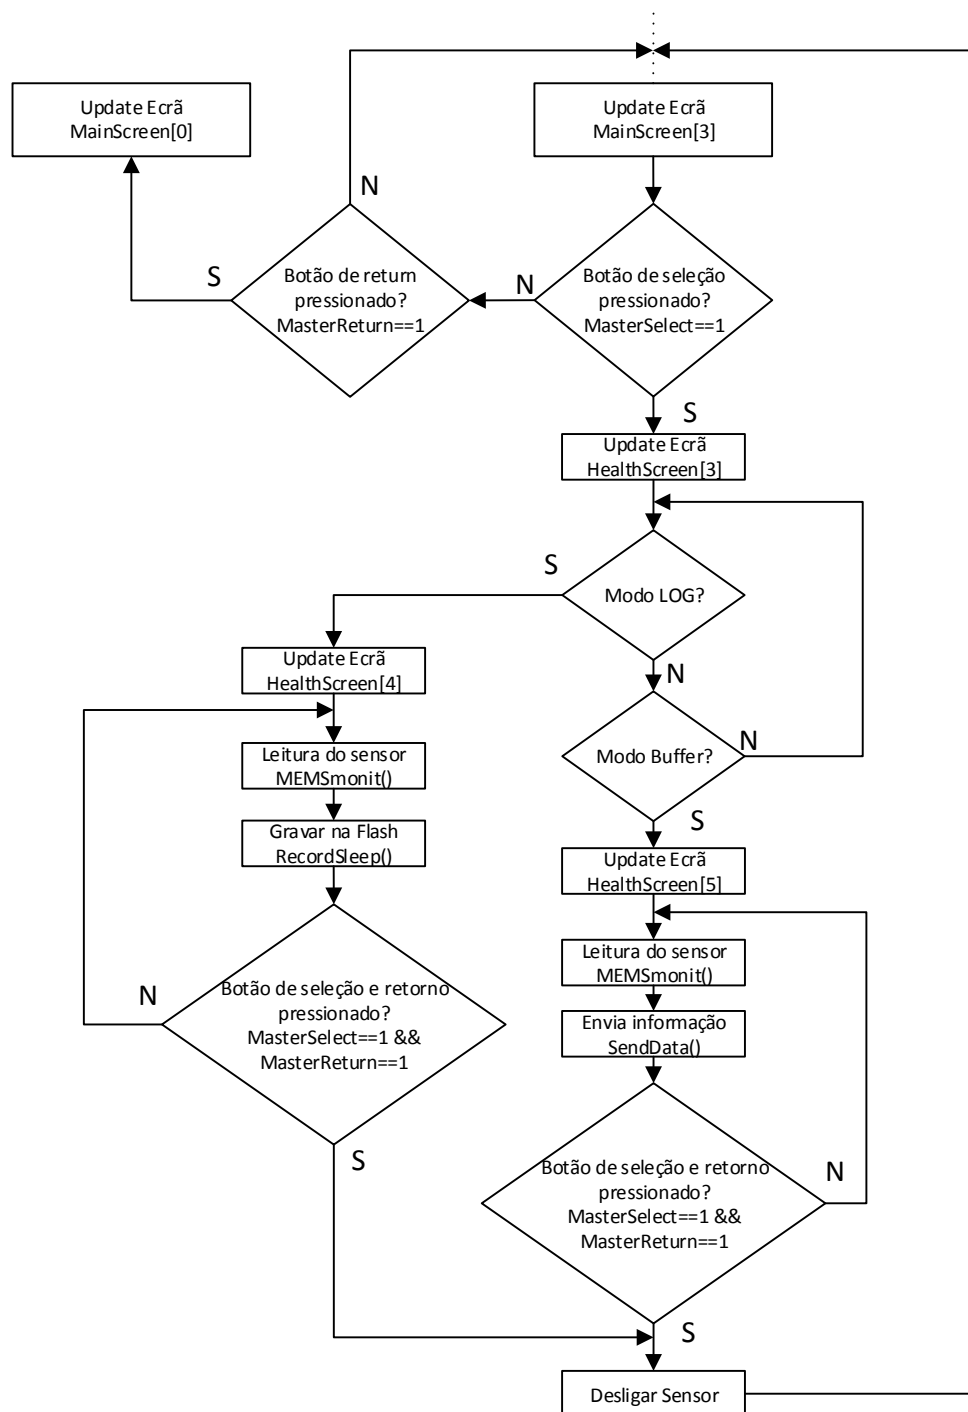 Update Ecrã
MainScreen[0]
Update Ecrã
MainScreen[3]
N
S
Botão de return
pressionado?
MasterReturn==1
N
Botão de seleção
pressionado?
MasterSelect==1
S
Update Ecrã
HealthScreen[3]
S
Modo LOG?
Update Ecrã
HealthScreen[4]
N
Modo Buffer?
N
Leitura do sensor
MEMSmonit()
S
Gravar na Flash
RecordSleep()
Update Ecrã
HealthScreen[5]
Leitura do sensor
MEMSmonit()
N
Botão de seleção e retorno
pressionado?
MasterSelect==1 &&
MasterReturn==1
Envia informação
SendData()
S
Botão de seleção e retorno
pressionado?
MasterSelect==1 &&
MasterReturn==1
N
S
Desligar Sensor